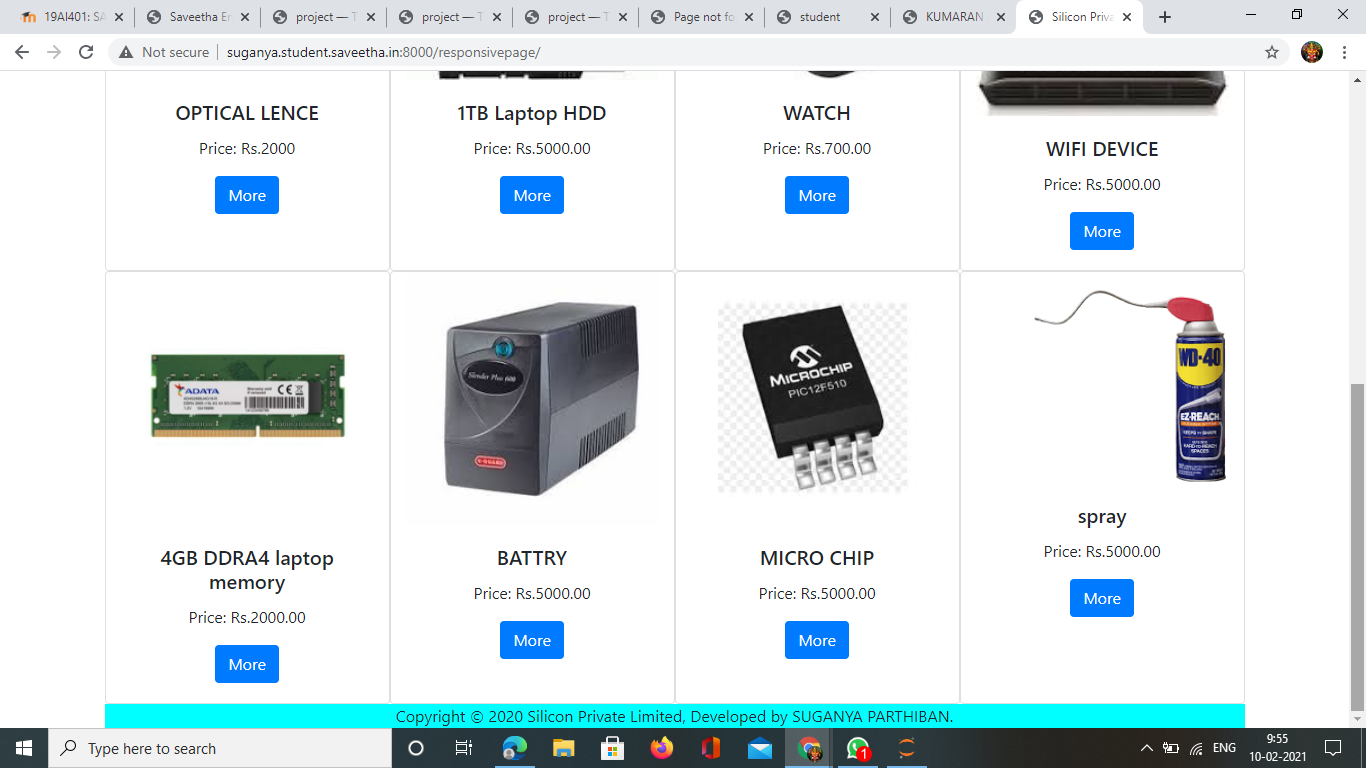 19AI401: SA
Saveetha En
project — T
project — T
project — T
Page not fo
student
KUMARAN
Silicon Priva
Not secure
suganya.student.saveetha.in:8000/responsivepage/
OPTICAL LENCE
Price: Rs.2000
More
1TB Laptop HDD
Price: Rs.5000.00
More
WATCH
Price: Rs.700.00
More
WIFI DEVICE
Price: Rs.5000.00
More
ADATA
4GB DDRA4 laptop
memory
Price: Rs.2000.00
More
Slender Plus 600
V-GUARD
BATTRY
Price: Rs.5000.00
More
MICROCHIP
PIC12F510
MICRO CHIP
Price: Rs.5000.00
More
WD-40
EZ-REACH
spray
Price: Rs.5000.00
More
Copyright © 2020 Silicon Private Limited, Developed by SUGANYA PARTHIBAN.
Type here to search
1
ENG
9:55
10-02-2021